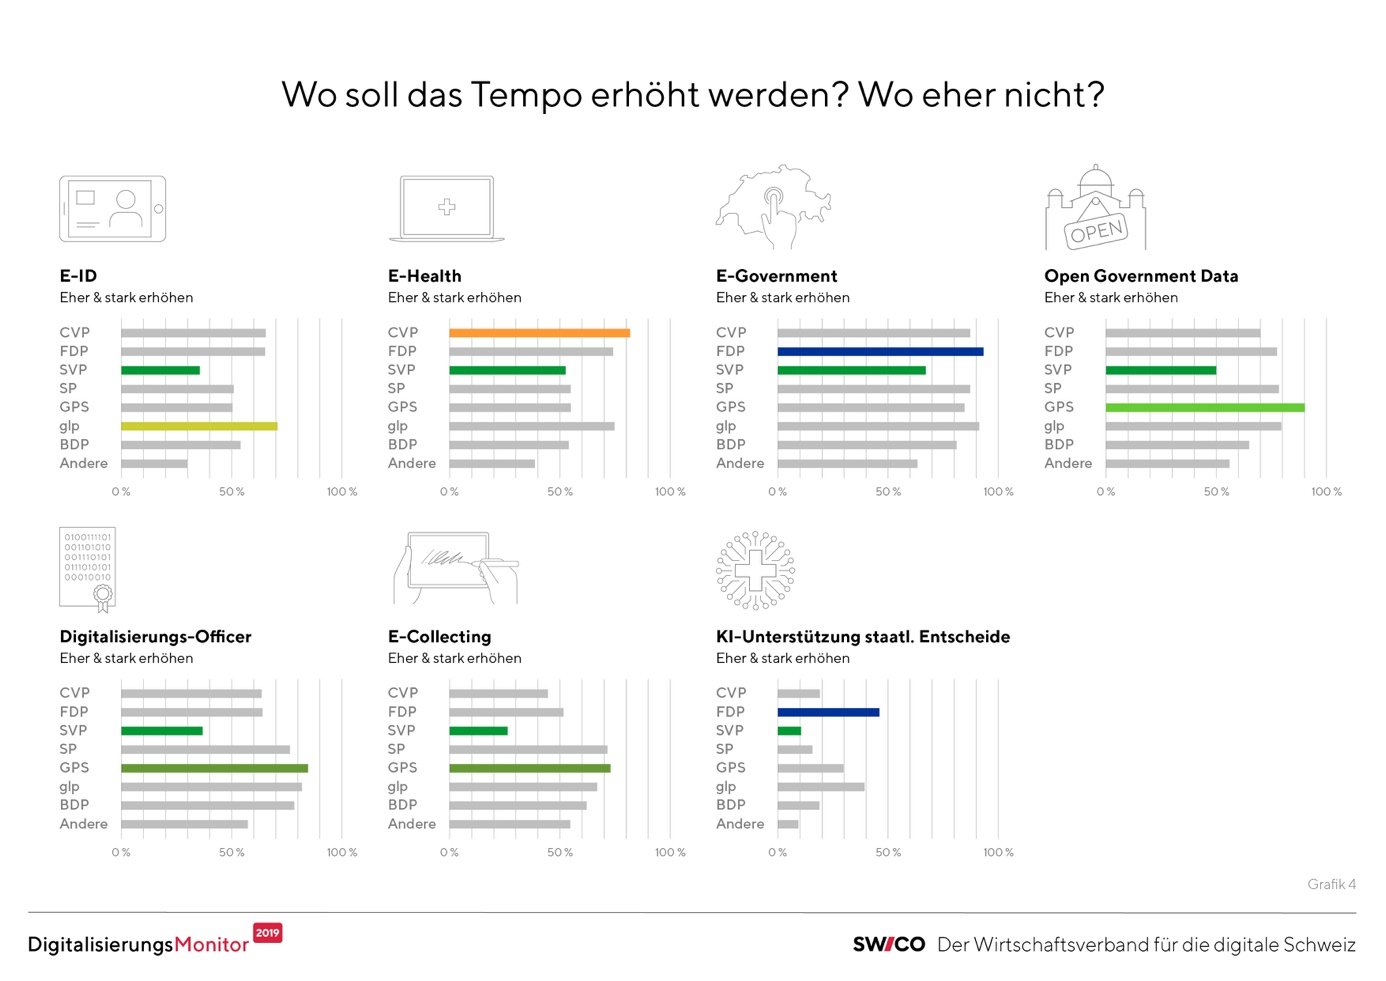 Wo soll das Tempo erhöht werden? Wo eher nicht?
OPEN
E-ID
Eher & stark erhöhen
CVP
FDP
SVP
SP
GPS
glp
BDP
Andere
0 %
50 %
100 %
E-Health
Eher & stark erhöhen
CVP
FDP
SVP
SP
GPS
glp
BDP
Andere
0 %
50 %
100 %
E-Government
Eher & stark erhöhen
CVP
FDP
SVP
SP
GPS
glp
BDP
Andere
0 %
50 %
100 %
Open Government Data
Eher & stark erhöhen
CVP
FDP
SVP
SP
GPS
glp
BDP
Andere
0 %
50 %
100 %
0100111101
001101010
001110101
0111010101
00010010
Digitalisierungs-Officer
Eher & stark erhöhen
CVP
FDP
SVP
SP
GPS
glp
BDP
Andere
0 %
50 %
100 %
E-Collecting
Eher & stark erhöhen
CVP
FDP
SVP
SP
GPS
glp
BDP
Andere
0 %
50 %
100 %
KI-Unterstützung staatl. Entscheide
Eher & stark erhöhen
CVP
FDP
SVP
SP
GPS
glp
BDP
Andere
0 %
50 %
100 %
Grafik 4
DigitalisierungsMonitor 2019
SWICO Der Wirtschaftsverband für die digitale Schweiz